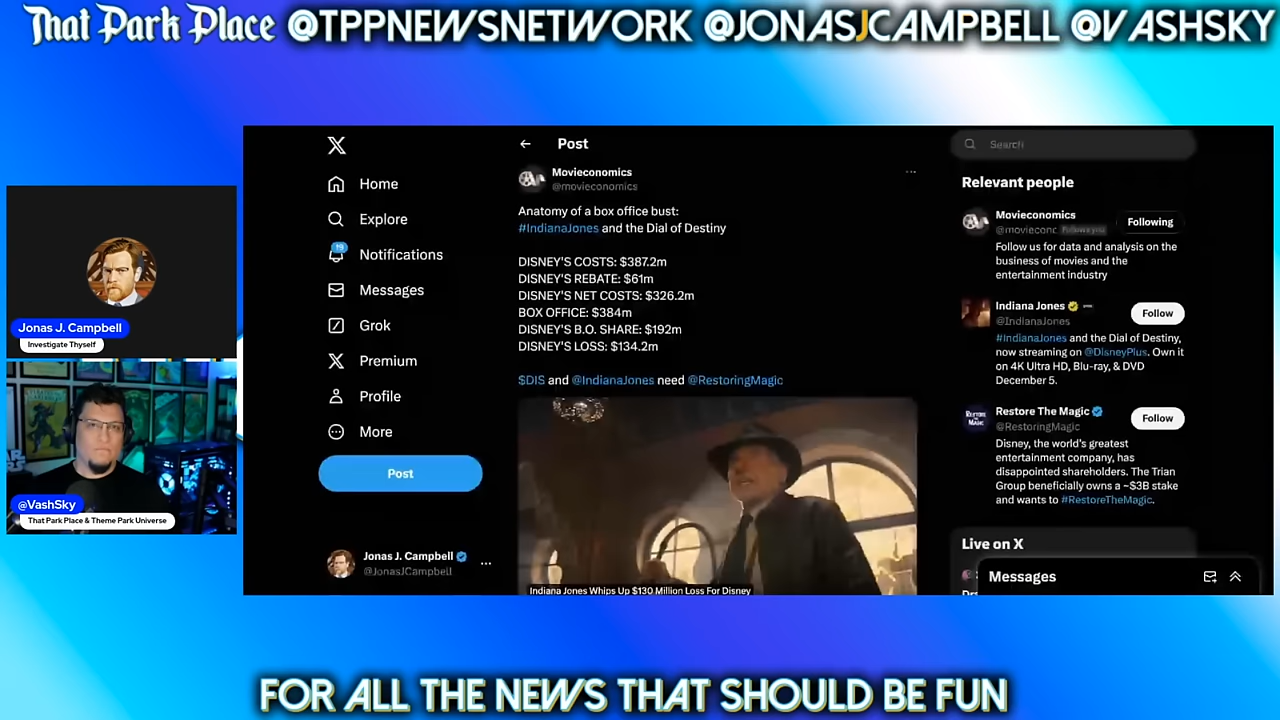 That Park Place @TPPNEWSNETWORK @JONASJCAMPBELL @VASHSKY
Jonas J. Campbell
Investigate Thyself
@VashSky
That Park Place & Theme Park Universe
Home
Explore
19
Notifications
Messages
Grok
Premium
Profile
More
Post
Jonas J. Campbell
@JonasJCampbell
Post
Movieconomics
@movieconomics
Anatomy of a box office bust:
#IndianaJones and the Dial of Destiny
DISNEY'S COSTS: $387.2m
DISNEY'S REBATE: $61m
DISNEY'S NET COSTS: $326.2m
BOX OFFICE: $384m
DISNEY'S B.O. SHARE: $192m
DISNEY'S LOSS: $134.2m
$DIS and @IndianaJones need @RestoringMagic
Indiana Jones Whips Up $130 Million Loss For Disney
Search
Relevant people
Movieconomics
Following
@movieconc Follows you
Follow us for data and analysis on the
business of movies and the
entertainment industry
Indiana Jones
Follow
@IndianaJones
#IndianaJones and the Dial of Destiny,
now streaming on @DisneyPlus. Own it
on 4K Ultra HD, Blu-ray, & DVD
December 5.
Restore The Magic
Follow
@RestoringMagic
Disney, the world's greatest
entertainment company, has
disappointed shareholders. The Trian
Group beneficially owns a ~$3B stake
and wants to #RestoreTheMagic.
Live on X
Messages
FOR ALL THE NEWS THAT SHOULD BE FUN